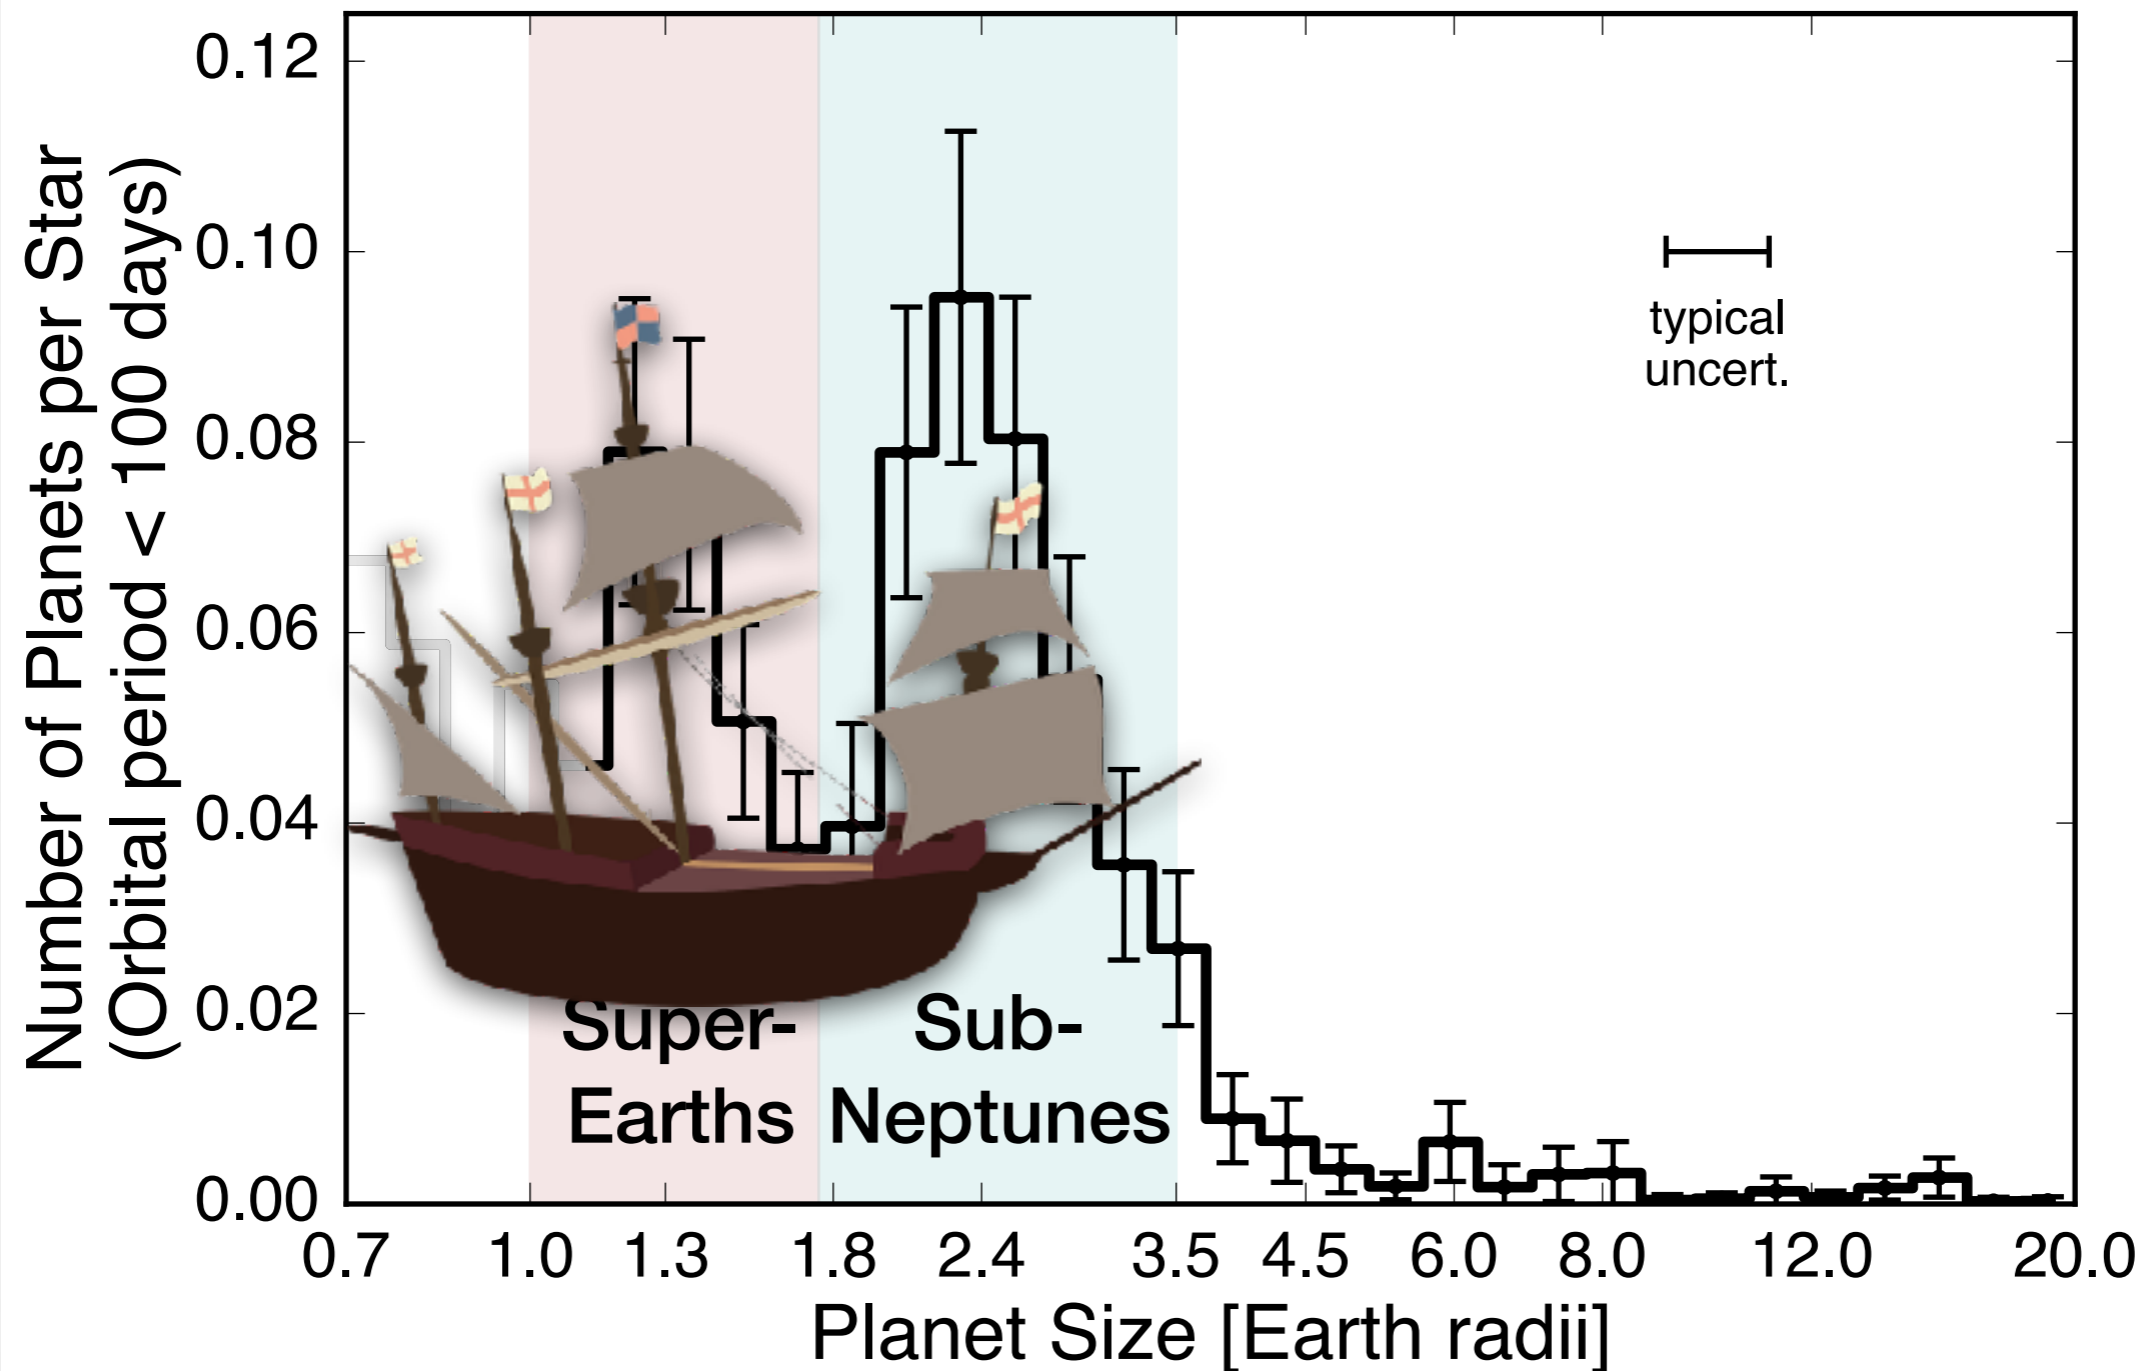 Number of Planets per Star
(Orbital period < 100 days)
0.12
0.10
0.08
0.06
0.04
0.02
0.00
typical
uncert.
Super-
Earths
Sub-
Neptunes
0.7 1.0 1.3 1.8 2.4 3.5 4.5 6.0 8.0 12.0 20.0
Planet Size [Earth radii]